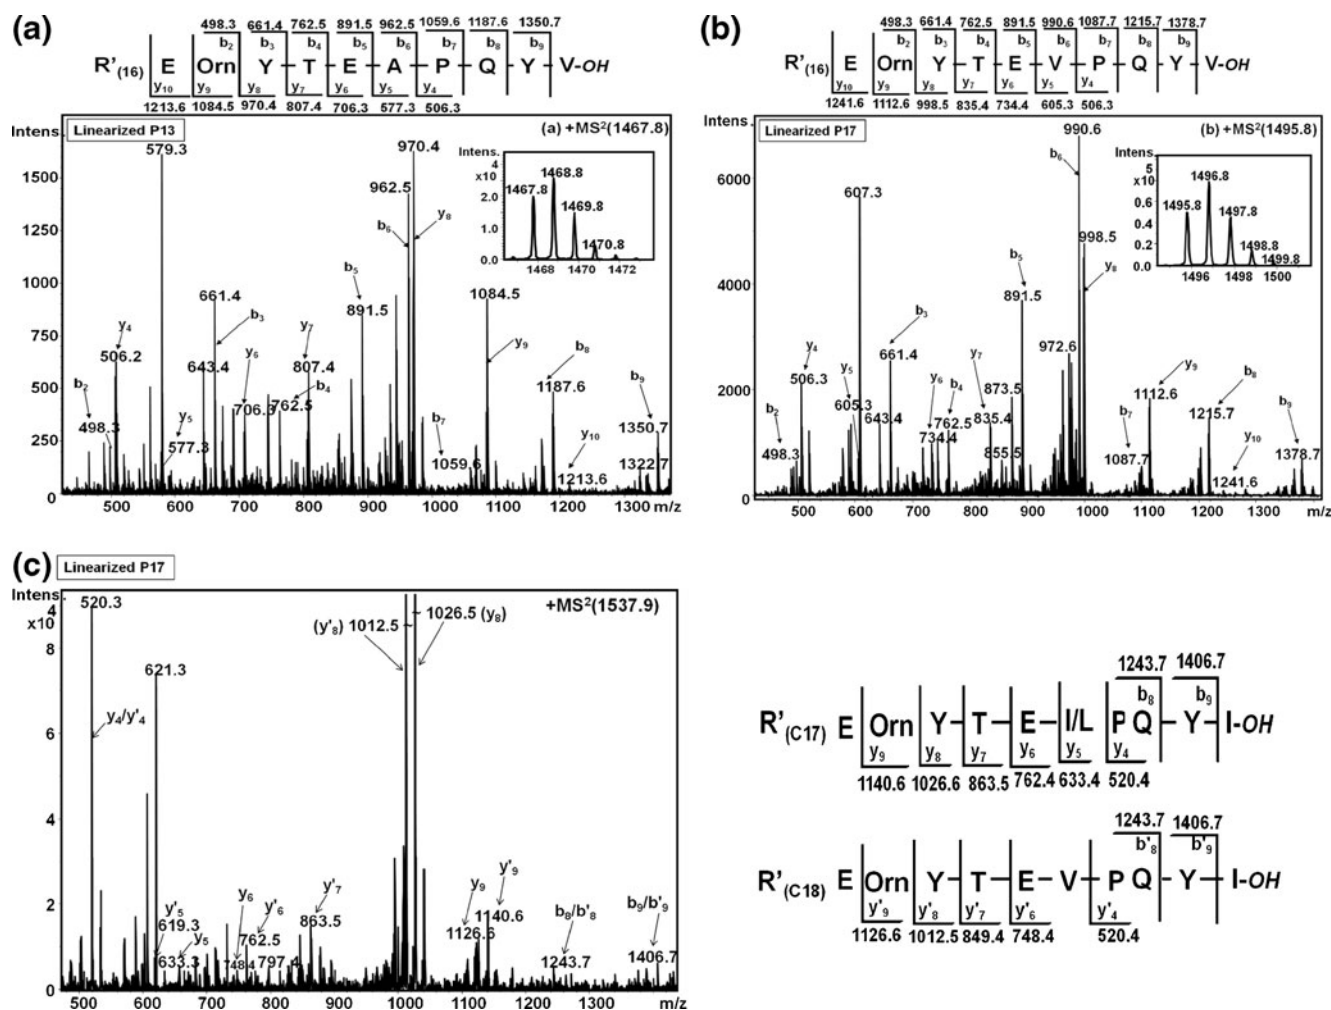 (a)
498.3 661.4 762.5 891.5 962.5 1059.6 1187.6 1350.7
b2 b3 b4 b5 b6 b7 b8 b9
R'(16) E Orn Y-T-E-A-P-Q-Y V-OH
y10 y9 y8 y7 y6 y5 y4
1213.6 1084.5 970.4 807.4 706.3 577.3 506.3
Intens.
Linearized P13
(a) +MS2(1467.8)
1500
1250
1000
750
500
250
0
579.3
970.4
962.5
b6
y8
b5
891.5
661.4
b3
y4
506.2
643.4
y6
y7
807.4
b4
762.5
706.3
b2
498.3
y5
577.3
1084.5
y9
b8
1187.6
b7
1059.6
y10
1213.6
b9
1350.7
1322.7
Intens.
4
x10
2.0
1.0
0.0
1467.8
1468.8
1469.8
1470.8
1468 1470 1472
500 600 700 800 900 1000 1100 1200 1300 m/z
(b)
498.3 661.4 762.5 891.5 990.6 1087.7 1215.7 1378.7
b2 b3 b4 b5 b6 b7 b8 b9
R'(16) E Orn Y-T-E-V-P-Q-Y V-OH
y10 y9 y8 y7 y6 y5 y4
1241.6 1112.6 998.5 835.4 734.4 605.3 506.3
Intens.
Linearized P17
(b) +MS2(1495.8)
6000
4000
2000
0
990.6
b6
607.3
998.5
y8
b5
891.5
b3
661.4
y4
506.3
y5
605.3
643.4
b2
498.3
y6
734.4
b4
762.5
y7
835.4
873.5
855.5
972.6
y9
1112.6
b7
1087.7
b8
1215.7
y10
1241.6
b9
1378.7
Intens.
5
x10
0.8
0.6
0.4
0.2
0.0
1495.8
1496.8
1497.8
1498.8
1499.8
1496 1498 1500
500 600 700 800 900 1000 1100 1200 1300 m/z
(c)
Linearized P17
Intens.
4
x10
8
6
4
2
0
+MS2(1537.9)
520.3
621.3
y4/y'4
(y'8) 1012.5 ~ ~ 1026.5 (y8)
y'5
619.3
y5
633.3
y6
748.4
y'6
762.5
797.4
y'7
863.5
y9
1126.6
y'9
1140.6
b8/b'8
1243.7
b9/b'9
1406.7
500 600 700 800 900 1000 1100 1200 1300 m/z
1243.7 1406.7
b8 b9
R'(C17) E Orn Y-T-E-I/L PQ-Y I-OH
y9 y8 y7 y6 y5 y4
1140.6 1026.6 863.5 762.4 633.4 520.4
1243.7 1406.7
b'8 b'9
R'(C18) E Orn Y-T-E-V-PQ-Y-I-OH
y'9 y'8 y'7 y'6 y'4
1126.6 1012.5 849.4 748.4 520.4